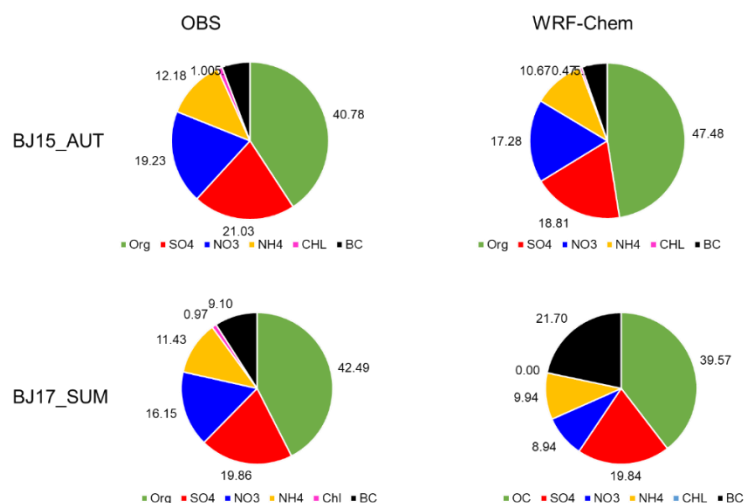 OBS
WRF-Chem
12.18
1.005
40.78
BJ15_AUT
19.23
21.03
Org SO4 NO3 NH4 CHL BC
10.67
0.47
47.48
17.28
18.81
Org SO4 NO3 NH4 CHL BC
9.10
0.97
11.43
42.49
BJ17_SUM
16.15
19.86
Org SO4 NO3 NH4 Chl BC
21.70
39.57
0.00
9.94
8.94
19.84
OC SO4 NO3 NH4 CHL BC